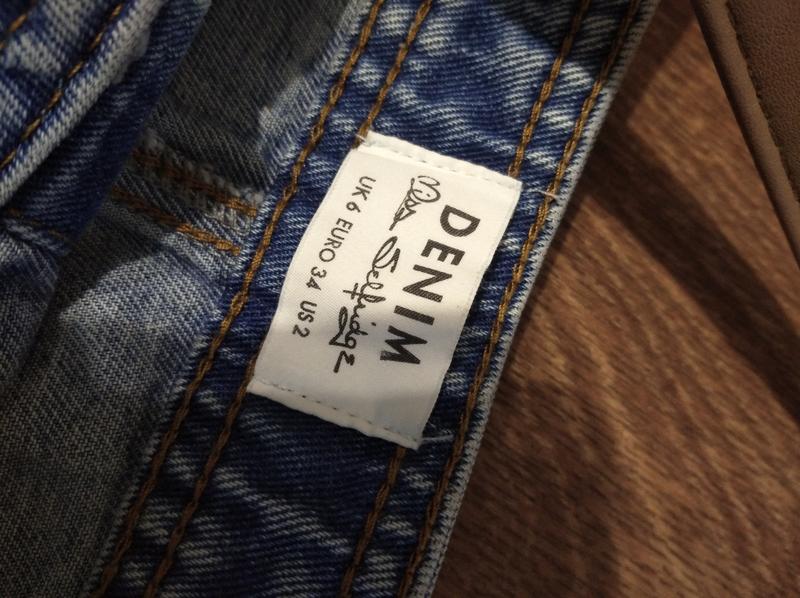 DENIM
Miss Selfridge
UK 6 EURO 34 US 2